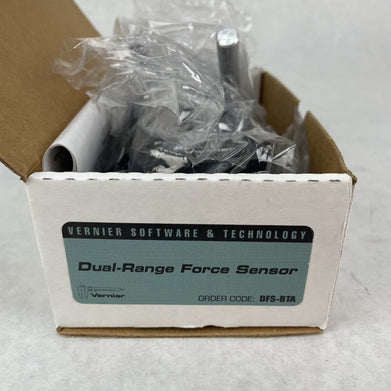 VERNIER SOFTWARE & TECHNOLOGY
Dual-Range Force Sensor
Vernier
ORDER CODE: DFS-BTA